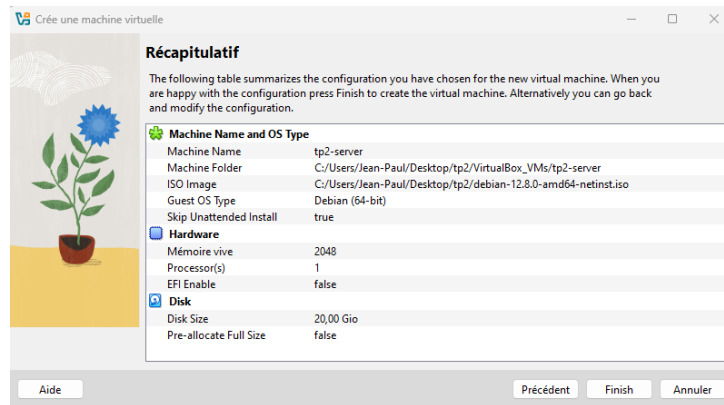 Crée une machine virtuelle
Récapitulatif
The following table summarizes the configuration you have chosen for the new virtual machine. When you
are happy with the configuration press Finish to create the virtual machine. Alternatively you can go back
and modify the configuration.
Machine Name and OS Type
Machine Name tp2-server
Machine Folder C:/Users/Jean-Paul/Desktop/tp2/VirtualBox_VMs/tp2-server
ISO Image C:/Users/Jean-Paul/Desktop/tp2/debian-12.8.0-amd64-netinst.iso
Guest OS Type Debian (64-bit)
Skip Unattended Install true
Hardware
Mémoire vive 2048
Processor(s) 1
EFI Enable false
Disk
Disk Size 20,00 Gio
Pre-allocate Full Size false
Aide Précédent Finish Annuler